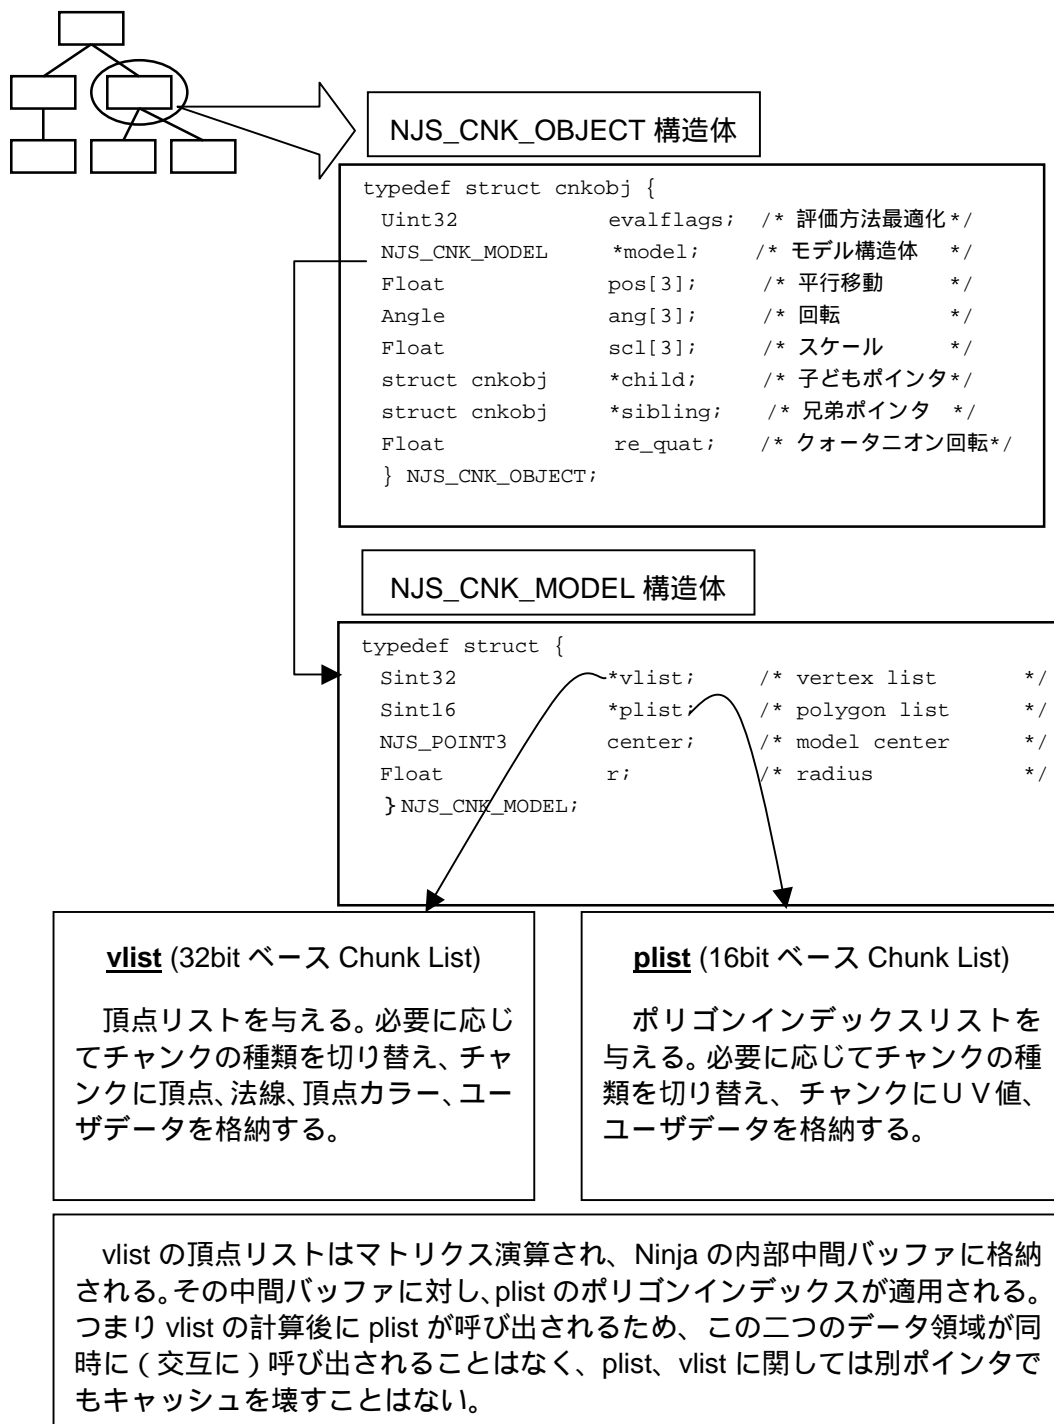 NJS_CNK_OBJECT 構造体
typedef struct cnkobj {
Uint32 evalflags; /* 評価方法最適化*/
NJS_CNK_MODEL *model; /* モデル構造体 */
Float pos[3]; /* 平行移動 */
Angle ang[3]; /* 回転 */
Float scl[3]; /* スケール */
struct cnkobj *child; /* 子どもポインタ*/
struct cnkobj *sibling; /* 兄弟ポインタ */
Float re_quat; /* クォータニオン回転*/
} NJS_CNK_OBJECT;
NJS_CNK_MODEL 構造体
typedef struct {
Sint32 *vlist; /* vertex list */
Sint16 *plist; /* polygon list */
NJS_POINT3 center; /* model center */
Float r; /* radius */
}NJS_CNK_MODEL;
vlist (32bit ベース Chunk List)
頂点リストを与える。必要に応じ
てチャンクの種類を切り替え、チャ
ンクに頂点、法線、頂点カラー、ユー
ザデータを格納する。
plist (16bit ベース Chunk List)
ポリゴンインデックスリストを
与える。必要に応じてチャンクの種
類を切り替え、チャンクにUV値、
ユーザデータを格納する。
vlist の頂点リストはマトリクス演算され、Ninja の内部中間バッファに格納
される。その中間バッファに対し、plist のポリゴンインデックスが適用される。
つまり vlist の計算後に plist が呼び出されるため、この二つのデータ領域が同
時に(交互に)呼び出されることはなく、plist、vlist に関しては別ポインタで
もキャッシュを壊すことはない。